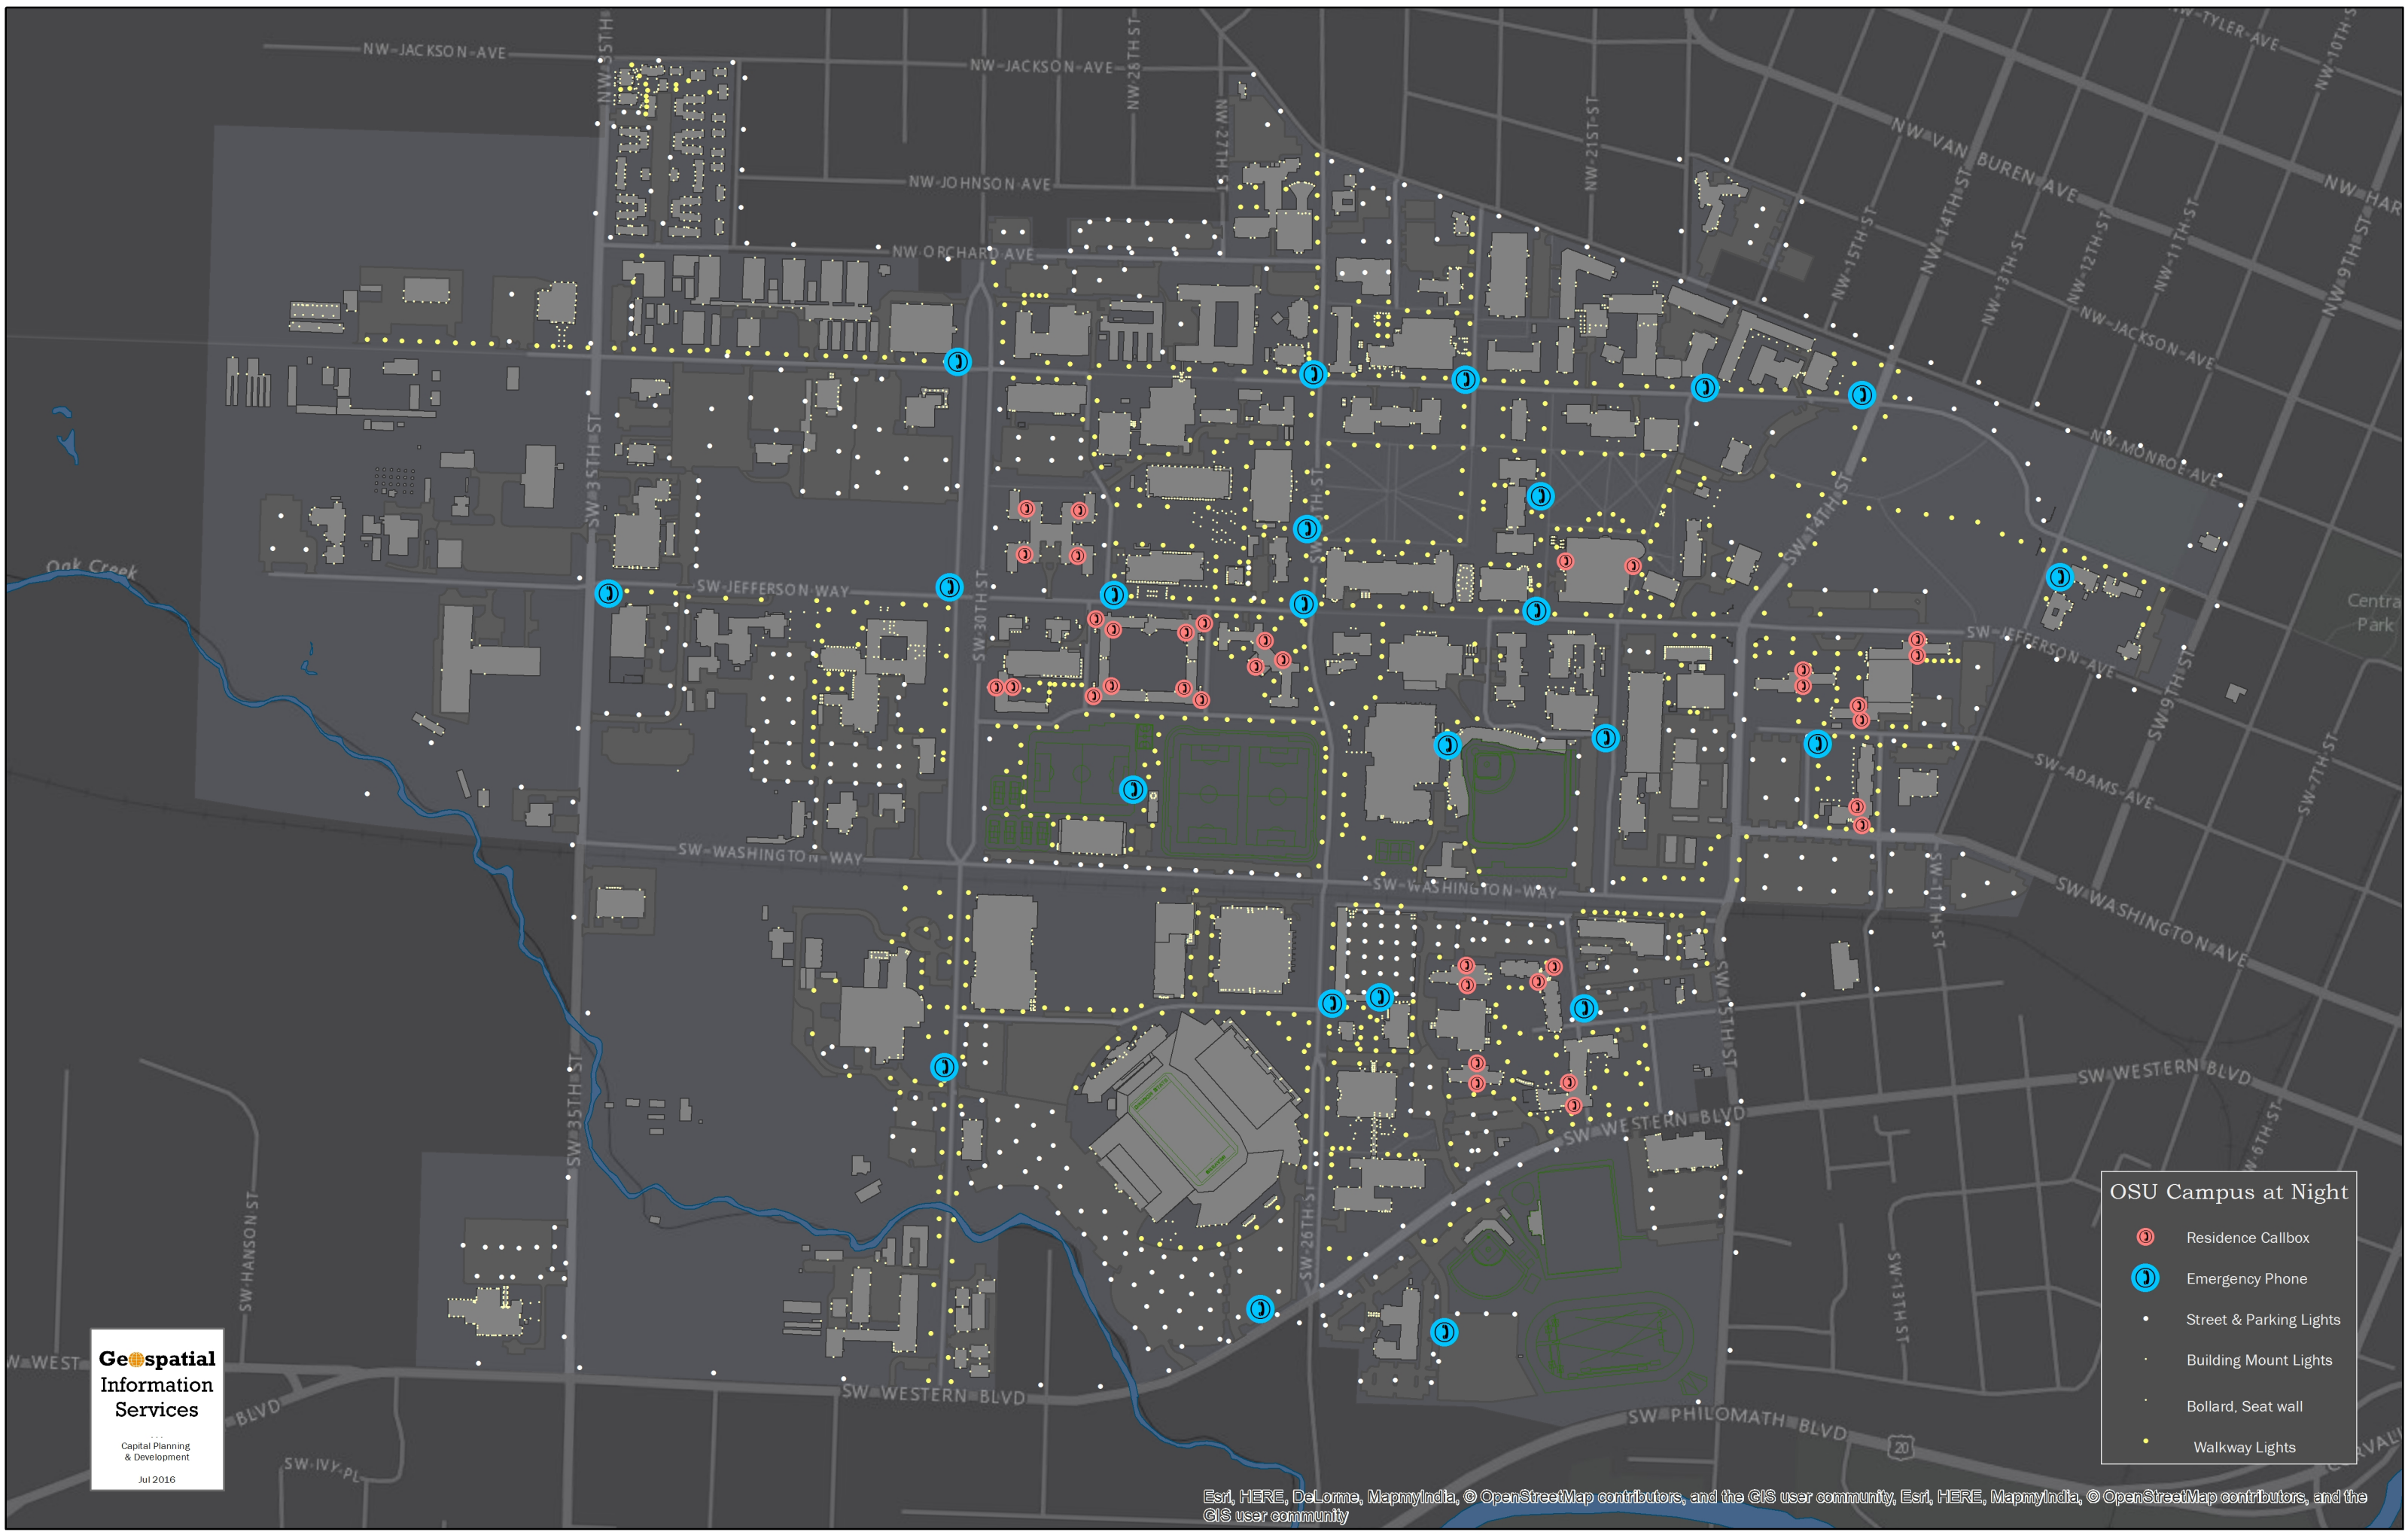 NW-TYLER-AVE
NW-10TH-S
NW-JACKSON-AVE
NW-JACKSON-AVE
NW-35TH
NW-28TH-ST
NW-27TH-ST
NW-21ST-ST
NW-VAN BUREN-AVE
NW-HAR
NW-JOHNSON-AVE
NW-15TH-ST
NW-14TH-ST
NW-13TH-ST
NW-12TH-ST
NW-11TH-ST
NW-9TH-ST
NW-ORCHARD-AVE
NW-JACKSON-AVE
NW-MONROE-AVE
SW-35TH-ST
SW-14TH-ST
Oak Creek
SW-JEFFERSON-WAY
SW-30TH-ST
SW-JEFFERSON-AVE
Centra
Park
SW-9TH-ST
SW-ADAMS-AVE
SW-7TH-ST
SW-WASHINGTON-WAY
SW-WASHINGTON-WAY
SW-11TH-ST
SW-WASHINGTON-AVE
SW-15TH-ST
SW-35TH-ST
SW-WESTERN-BLVD
SW-WESTERN-BLVD
W-6TH-ST
SW-HANSON-ST
SW-26TH-ST
SW-13TH-ST
W-WEST
BLVD
SW-WESTERN-BLVD
SW-PHILOMATH-BLVD
20
SW-IVY-PL
OSU Campus at Night
Residence Callbox
Emergency Phone
Street & Parking Lights
Building Mount Lights
Bollard, Seat wall
Walkway Lights
Geospatial
Information
Services
...
Capital Planning
& Development
Jul 2016
Esri, HERE, DeLorme, MapmyIndia, © OpenStreetMap contributors, and the GIS user community, Esri, HERE, MapmyIndia, © OpenStreetMap contributors, and the
GIS user community